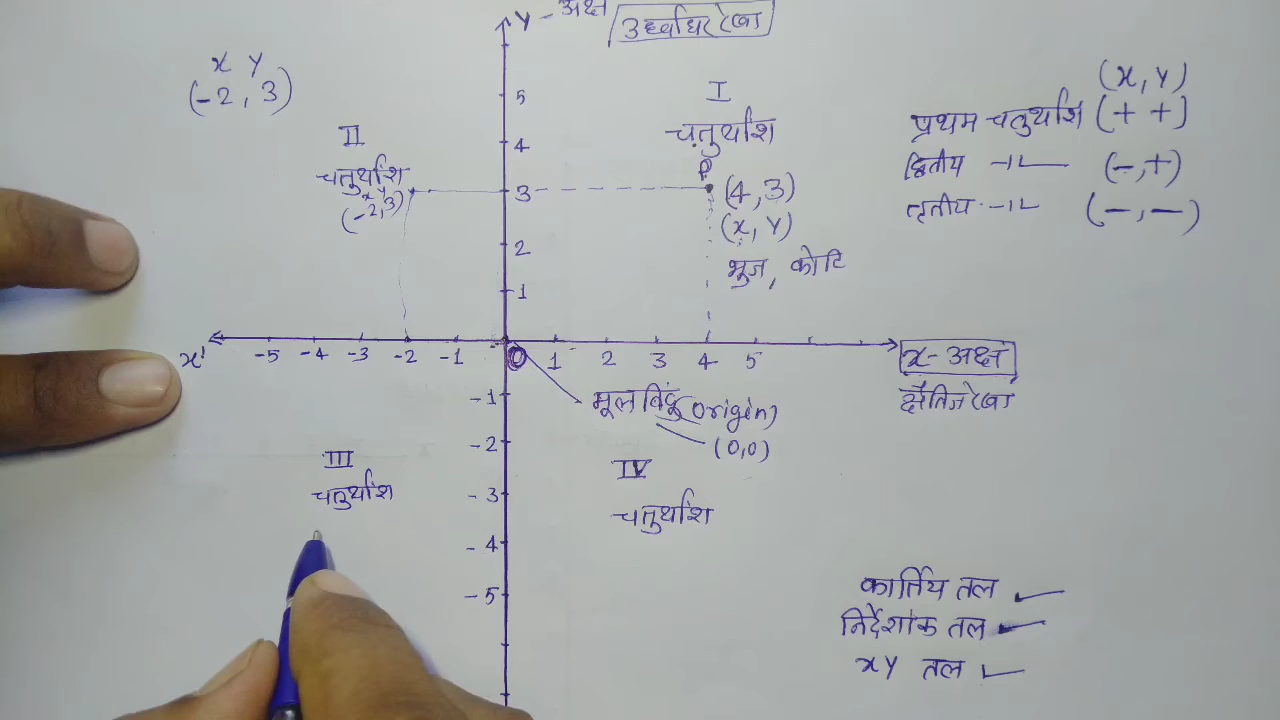 Y - अक्ष
उर्ध्वाधर रेखा
x y
(-2, 3)
I
चतुर्थांश
II
चतुर्थांश
x y
(-2,3)
P
(4,3)
(x, y)
भुज, कोटि
(x, y)
प्रथम चतुर्थांश (+ +)
द्वितीय -"- (-,+)
तृतीय -"- (-,-)
5
4
3
2
1
x' -5 -4 -3 -2 -1 0 1 2 3 4 5
x- अक्ष
क्षैतिज रेखा
मूल बिंदू (origin)
(0,0)
-1
-2
-3
-4
-5
III
चतुर्थांश
IV
चतुर्थांश
कार्तिय तल
निर्देशांक तल
xy तल